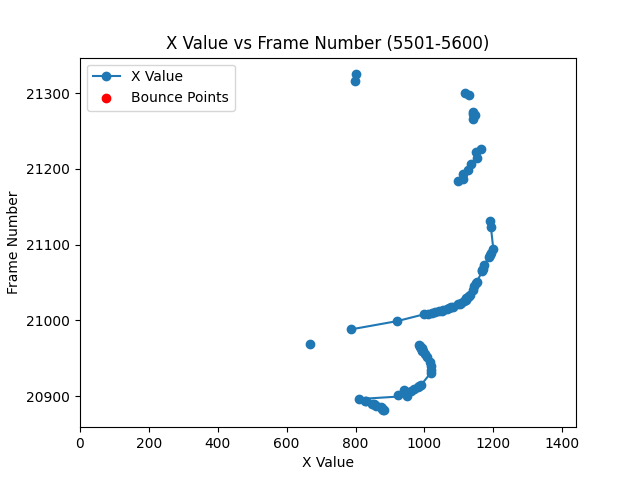 X Value vs Frame Number (5501-5600)
X Value
Bounce Points
Frame Number
21300
21200
21100
21000
20900
0 200 400 600 800 1000 1200 1400
X Value